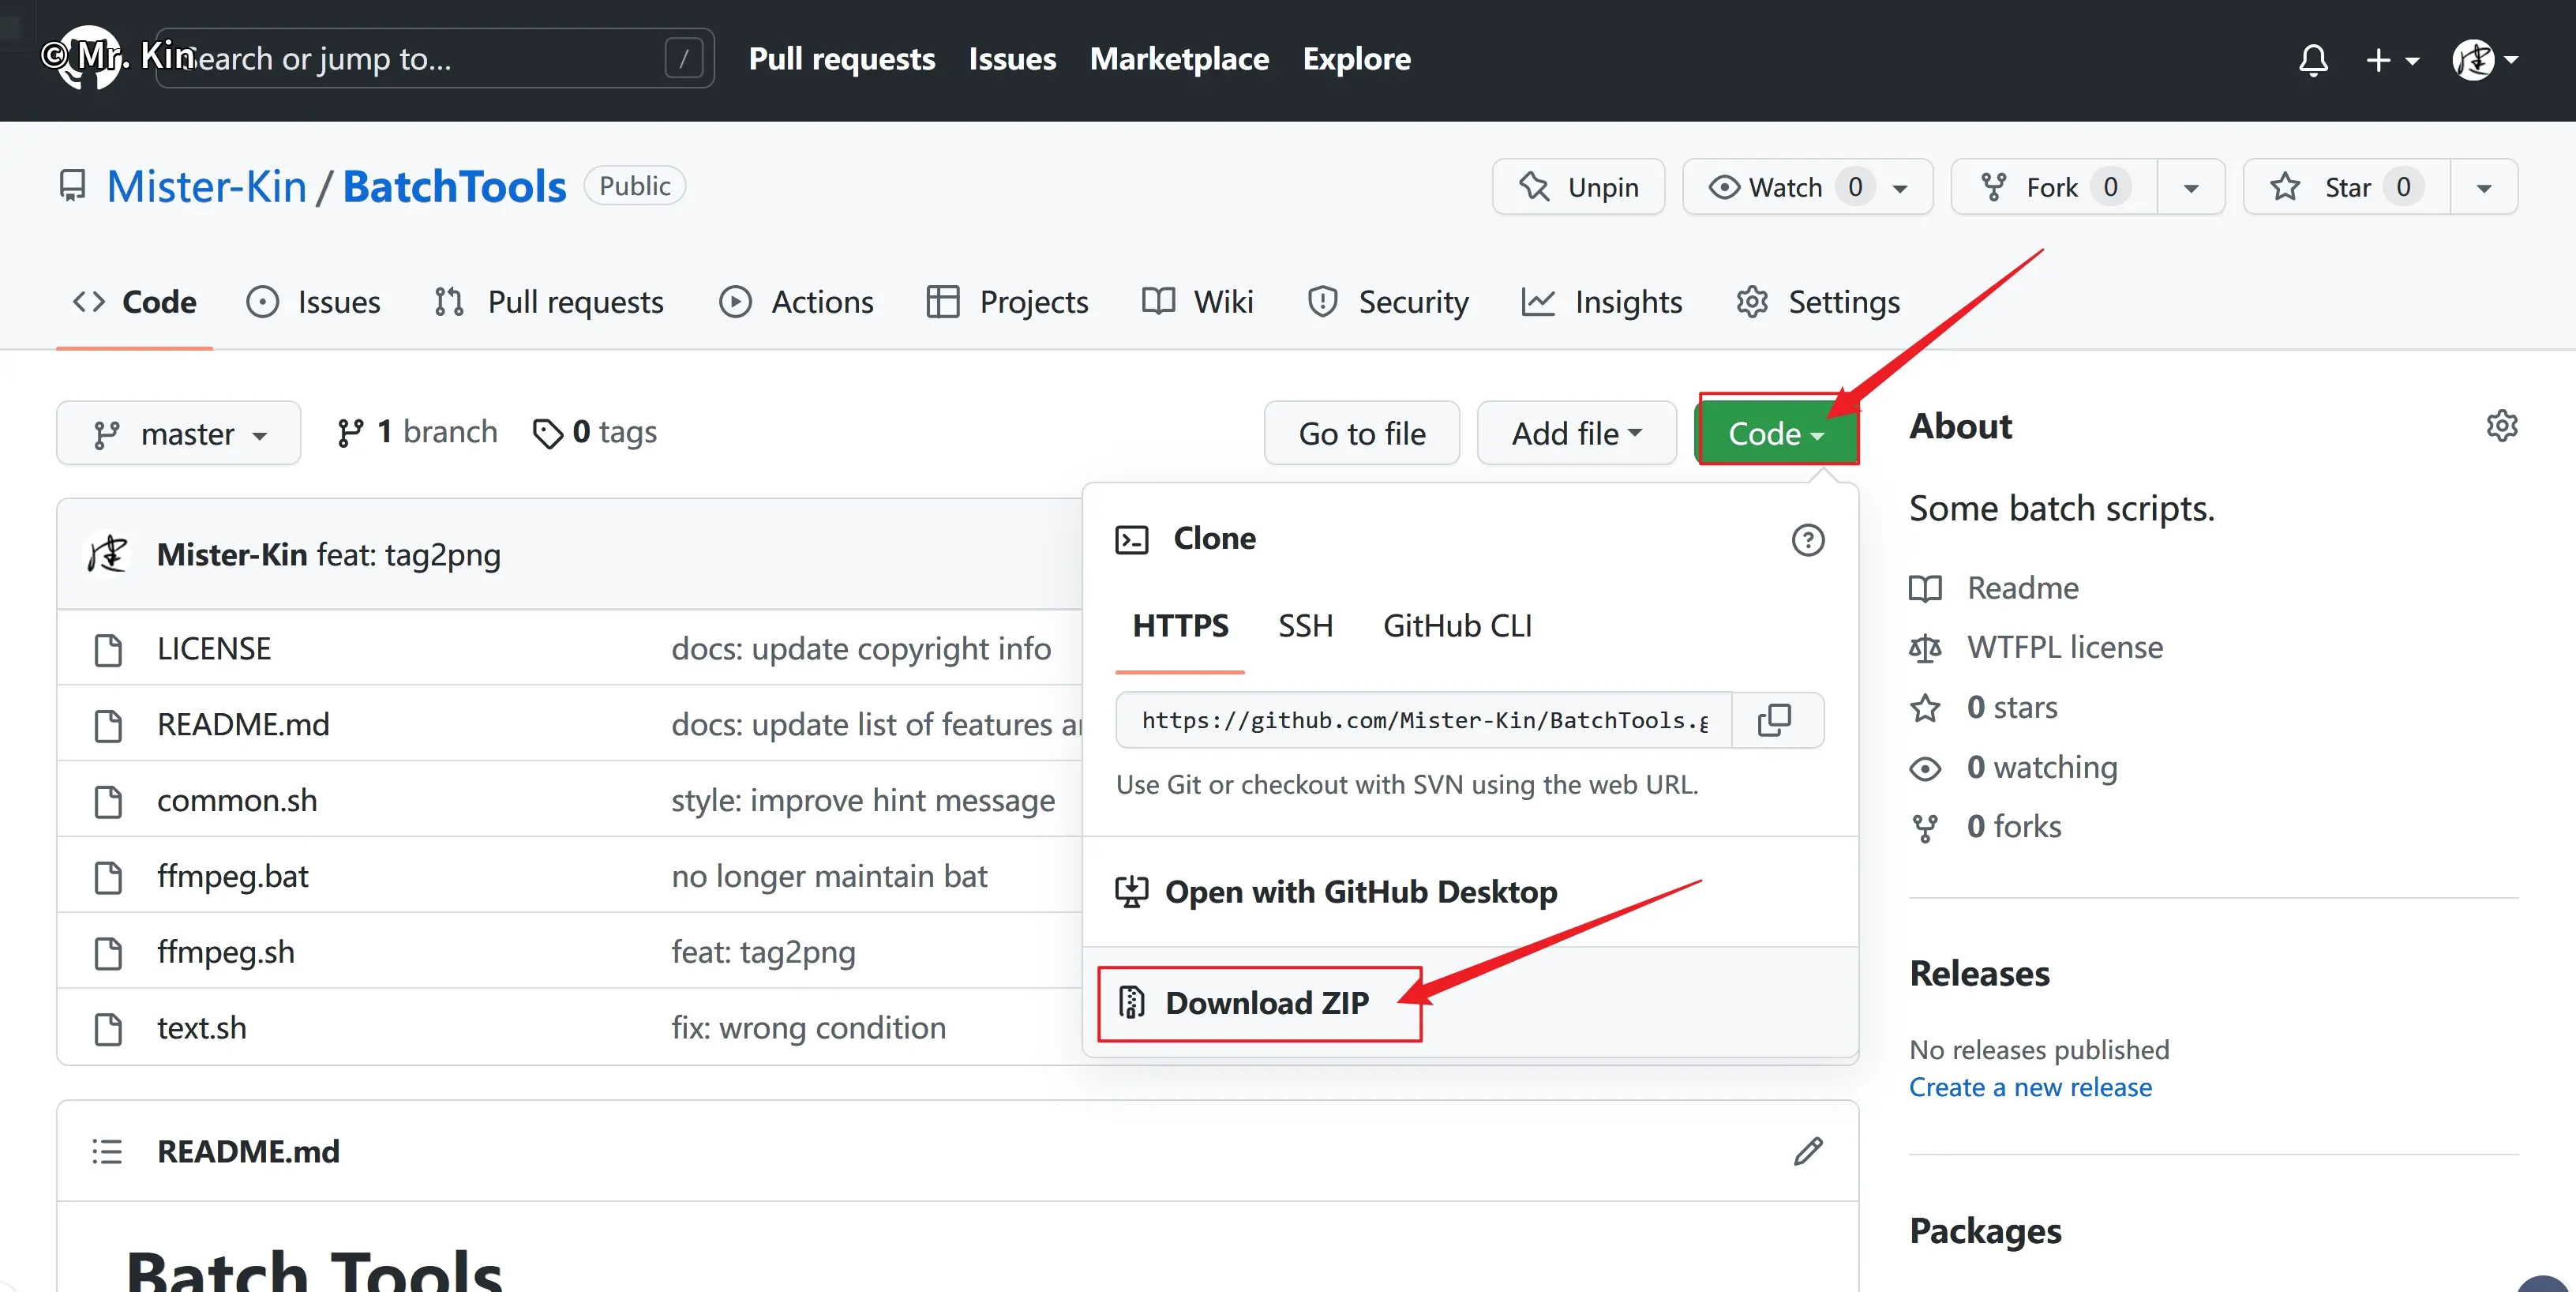 © Mr. Kin
Search or jump to... / Pull requests Issues Marketplace Explore
Mister-Kin / BatchTools Public Unpin Watch 0 Fork 0 Star 0
Code Issues Pull requests Actions Projects Wiki Security Insights Settings
master 1 branch 0 tags Go to file Add file Code
Mister-Kin feat: tag2png
LICENSE docs: update copyright info
README.md docs: update list of features
common.sh style: improve hint message
ffmpeg.bat no longer maintain bat
ffmpeg.sh feat: tag2png
text.sh fix: wrong condition
Clone
HTTPS SSH GitHub CLI
https://github.com/Mister-Kin/BatchTools.g
Use Git or checkout with SVN using the web URL.
Open with GitHub Desktop
Download ZIP
About
Some batch scripts.
Readme
WTFPL license
0 stars
0 watching
0 forks
Releases
No releases published
Create a new release
Packages
README.md
Batch Tools